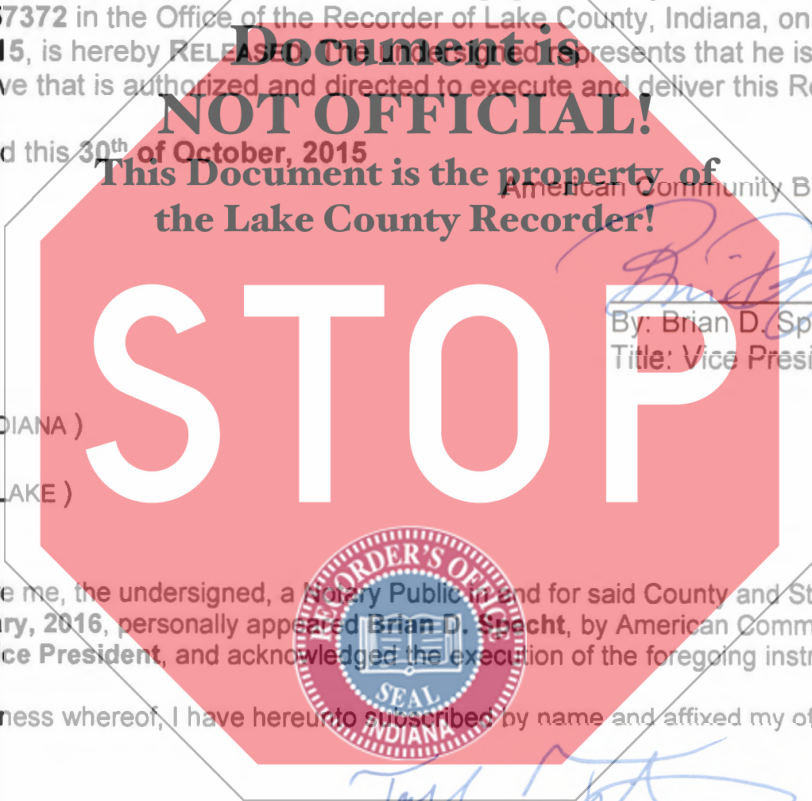 57372 in the Office of the Recorder of Lake County, Indiana, on
15, is hereby RELEASED. The undersigned represents that he is
Document is
ve that is authorized and directed to execute and deliver this Re
NOT OFFICIAL!
d this 30th of October, 2015
This Document is the property of
American Community B
the Lake County Recorder!
By: Brian D. Sp
Title: Vice Presi
STOP
DIANA )
LAKE )
RECORDER'S OFFICE
e me, the undersigned, a Notary Public in and for said County and St
ry, 2016, personally appeared Brian D. Specht, by American Comm
ce President, and acknowledged the execution of the foregoing instr
SEAL
INDIANA
ness whereof, I have hereunto subscribed by name and affixed my of